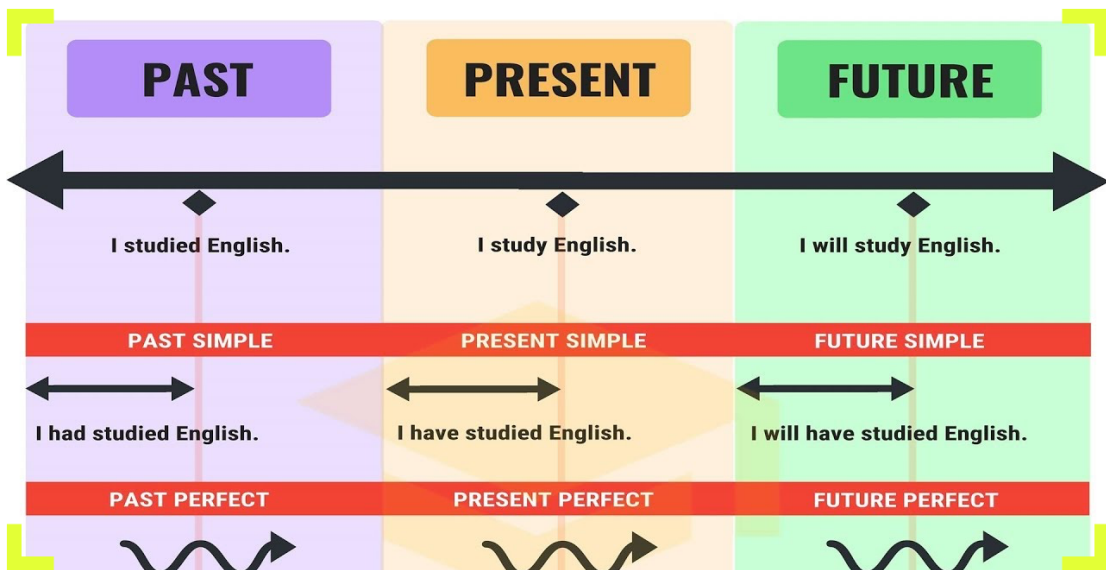 PAST PRESENT FUTURE
I studied English. I study English. I will study English.
PAST SIMPLE PRESENT SIMPLE FUTURE SIMPLE
I had studied English. I have studied English. I will have studied English.
PAST PERFECT PRESENT PERFECT FUTURE PERFECT